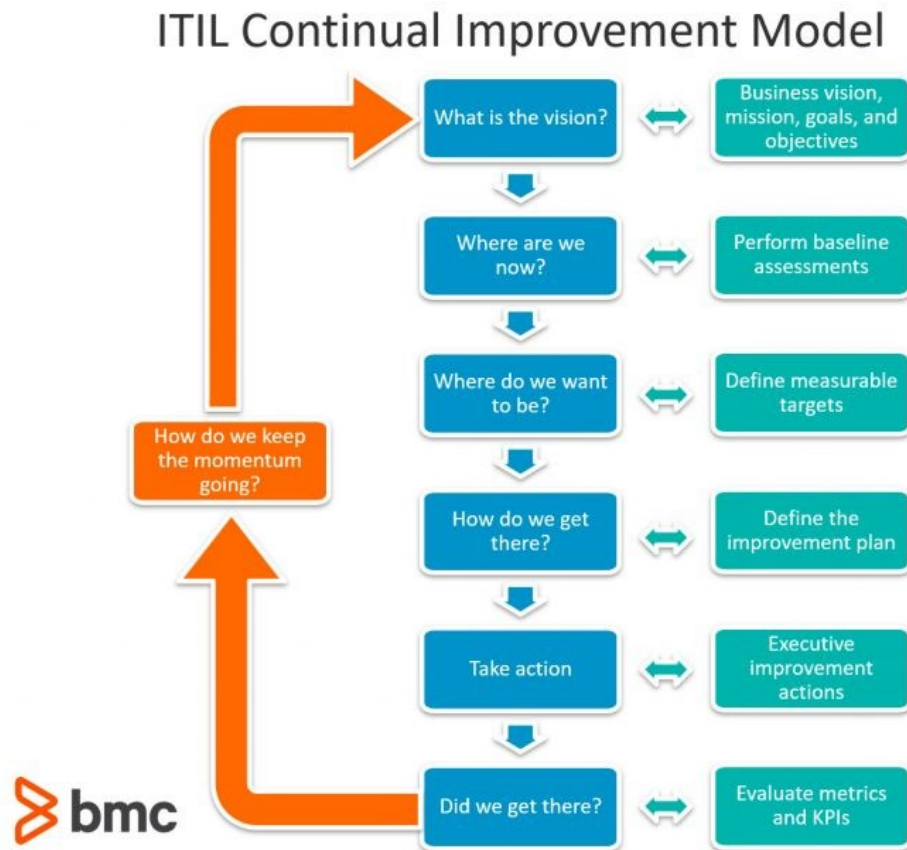 ITIL Continual Improvement Model
What is the vision?
Business vision,
mission, goals, and
objectives
Where are we
now?
Perform baseline
assessments
Where do we want
to be?
Define measurable
targets
How do we keep
the momentum
going?
How do we get
there?
Define the
improvement plan
Take action
Executive
improvement
actions
Did we get there?
Evaluate metrics
and KPIs
bmc